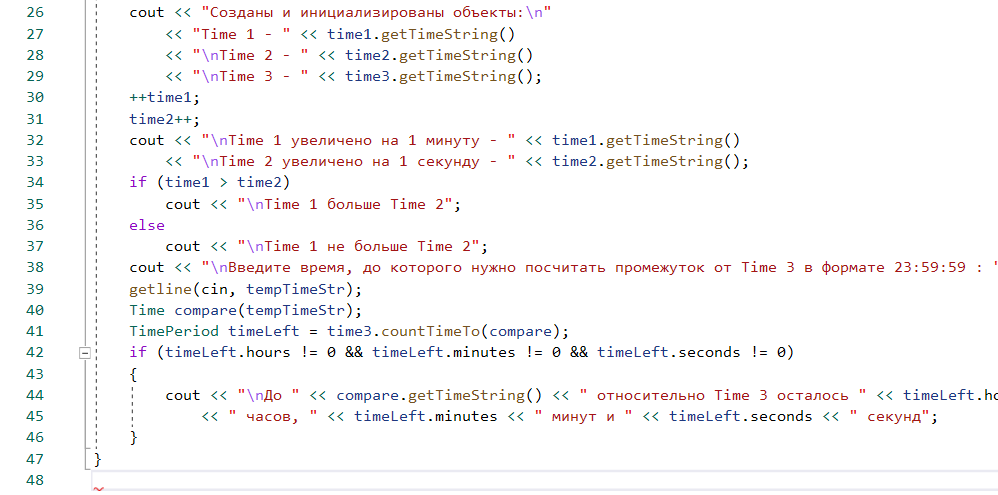 26 cout << "Созданы и инициализированы объекты:\n"
27 << "Time 1 - " << time1.getTimeString()
28 << "\nTime 2 - " << time2.getTimeString()
29 << "\nTime 3 - " << time3.getTimeString();
30 ++time1;
31 time2++;
32 cout << "\nTime 1 увеличено на 1 минуту - " << time1.getTimeString()
33 << "\nTime 2 увеличено на 1 секунду - " << time2.getTimeString();
34 if (time1 > time2)
35 cout << "\nTime 1 больше Time 2";
36 else
37 cout << "\nTime 1 не больше Time 2";
38 cout << "\nВведите время, до которого нужно посчитать промежуток от Time 3 в формате 23:59:59 : "
39 getline(cin, tempTimeStr);
40 Time compare(tempTimeStr);
41 TimePeriod timeLeft = time3.countTimeTo(compare);
42 if (timeLeft.hours != 0 && timeLeft.minutes != 0 && timeLeft.seconds != 0)
43 {
44 cout << "\nДо " << compare.getTimeString() << " относительно Time 3 осталось " << timeLeft.ho
45 << " часов, " << timeLeft.minutes << " минут и " << timeLeft.seconds << " секунд";
46 }
47 }
48